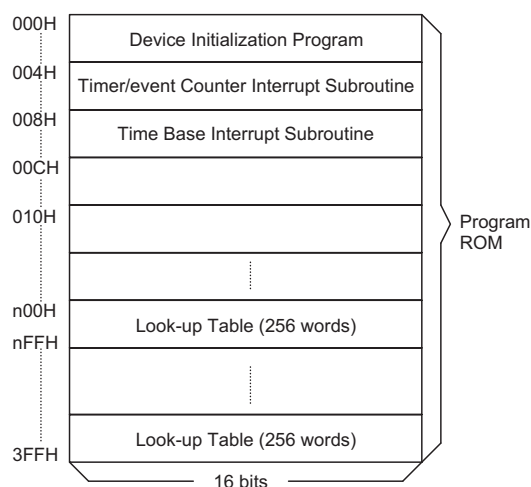 000H
Device Initialization Program
004H
Timer/event Counter Interrupt Subroutine
008H
Time Base Interrupt Subroutine
00CH
010H
Program
ROM
n00H
Look-up Table (256 words)
nFFH
Look-up Table (256 words)
3FFH
16 bits